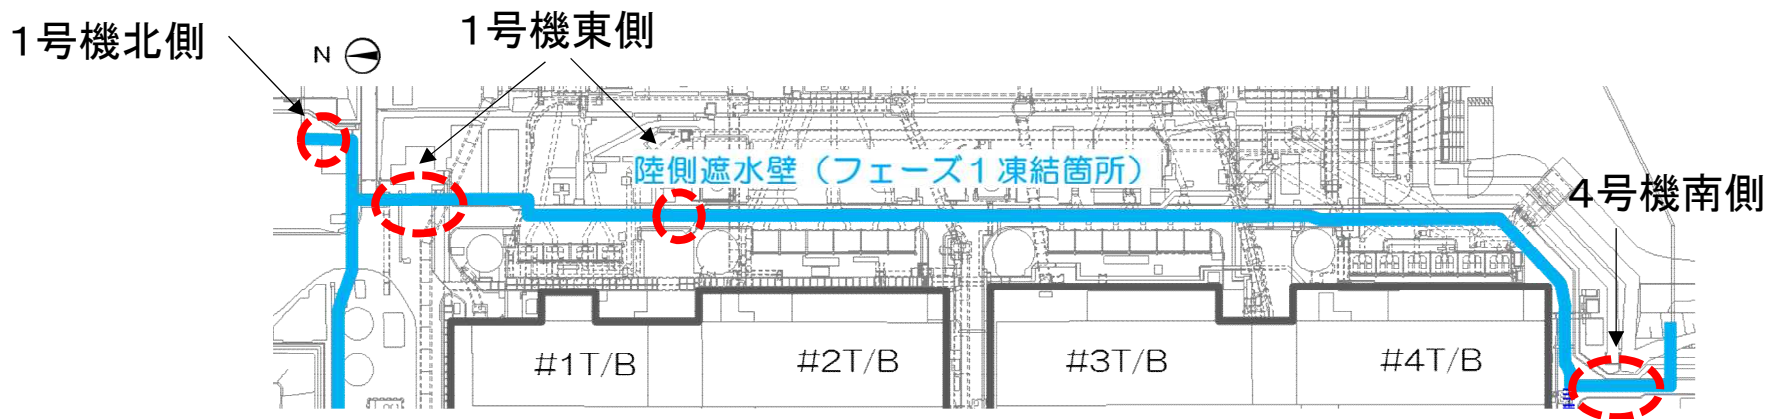 1号機北側
N
1号機東側
陸側遮水壁（フェーズ１凍結箇所）
4号機南側
#1T/B
#2T/B
#3T/B
#4T/B